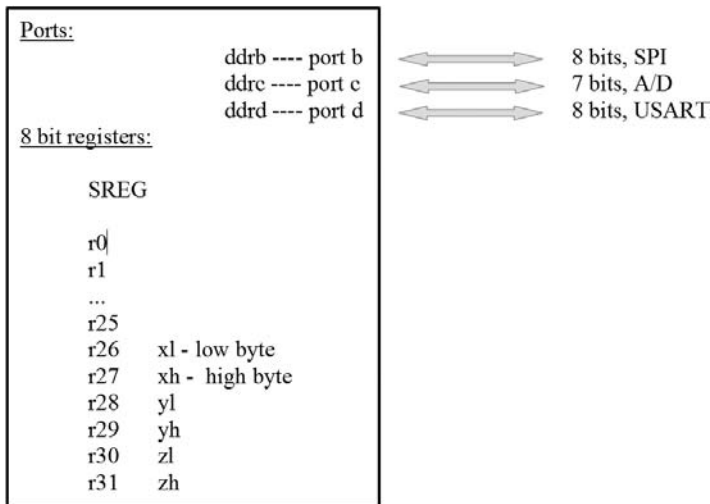 Ports:
ddrb ---- port b 8 bits, SPI
ddrc ---- port c 7 bits, A/D
ddrd ---- port d 8 bits, USART
8 bit registers:
SREG
r0
r1
...
r25
r26 xl - low byte
r27 xh - high byte
r28 yl
r29 yh
r30 zl
r31 zh